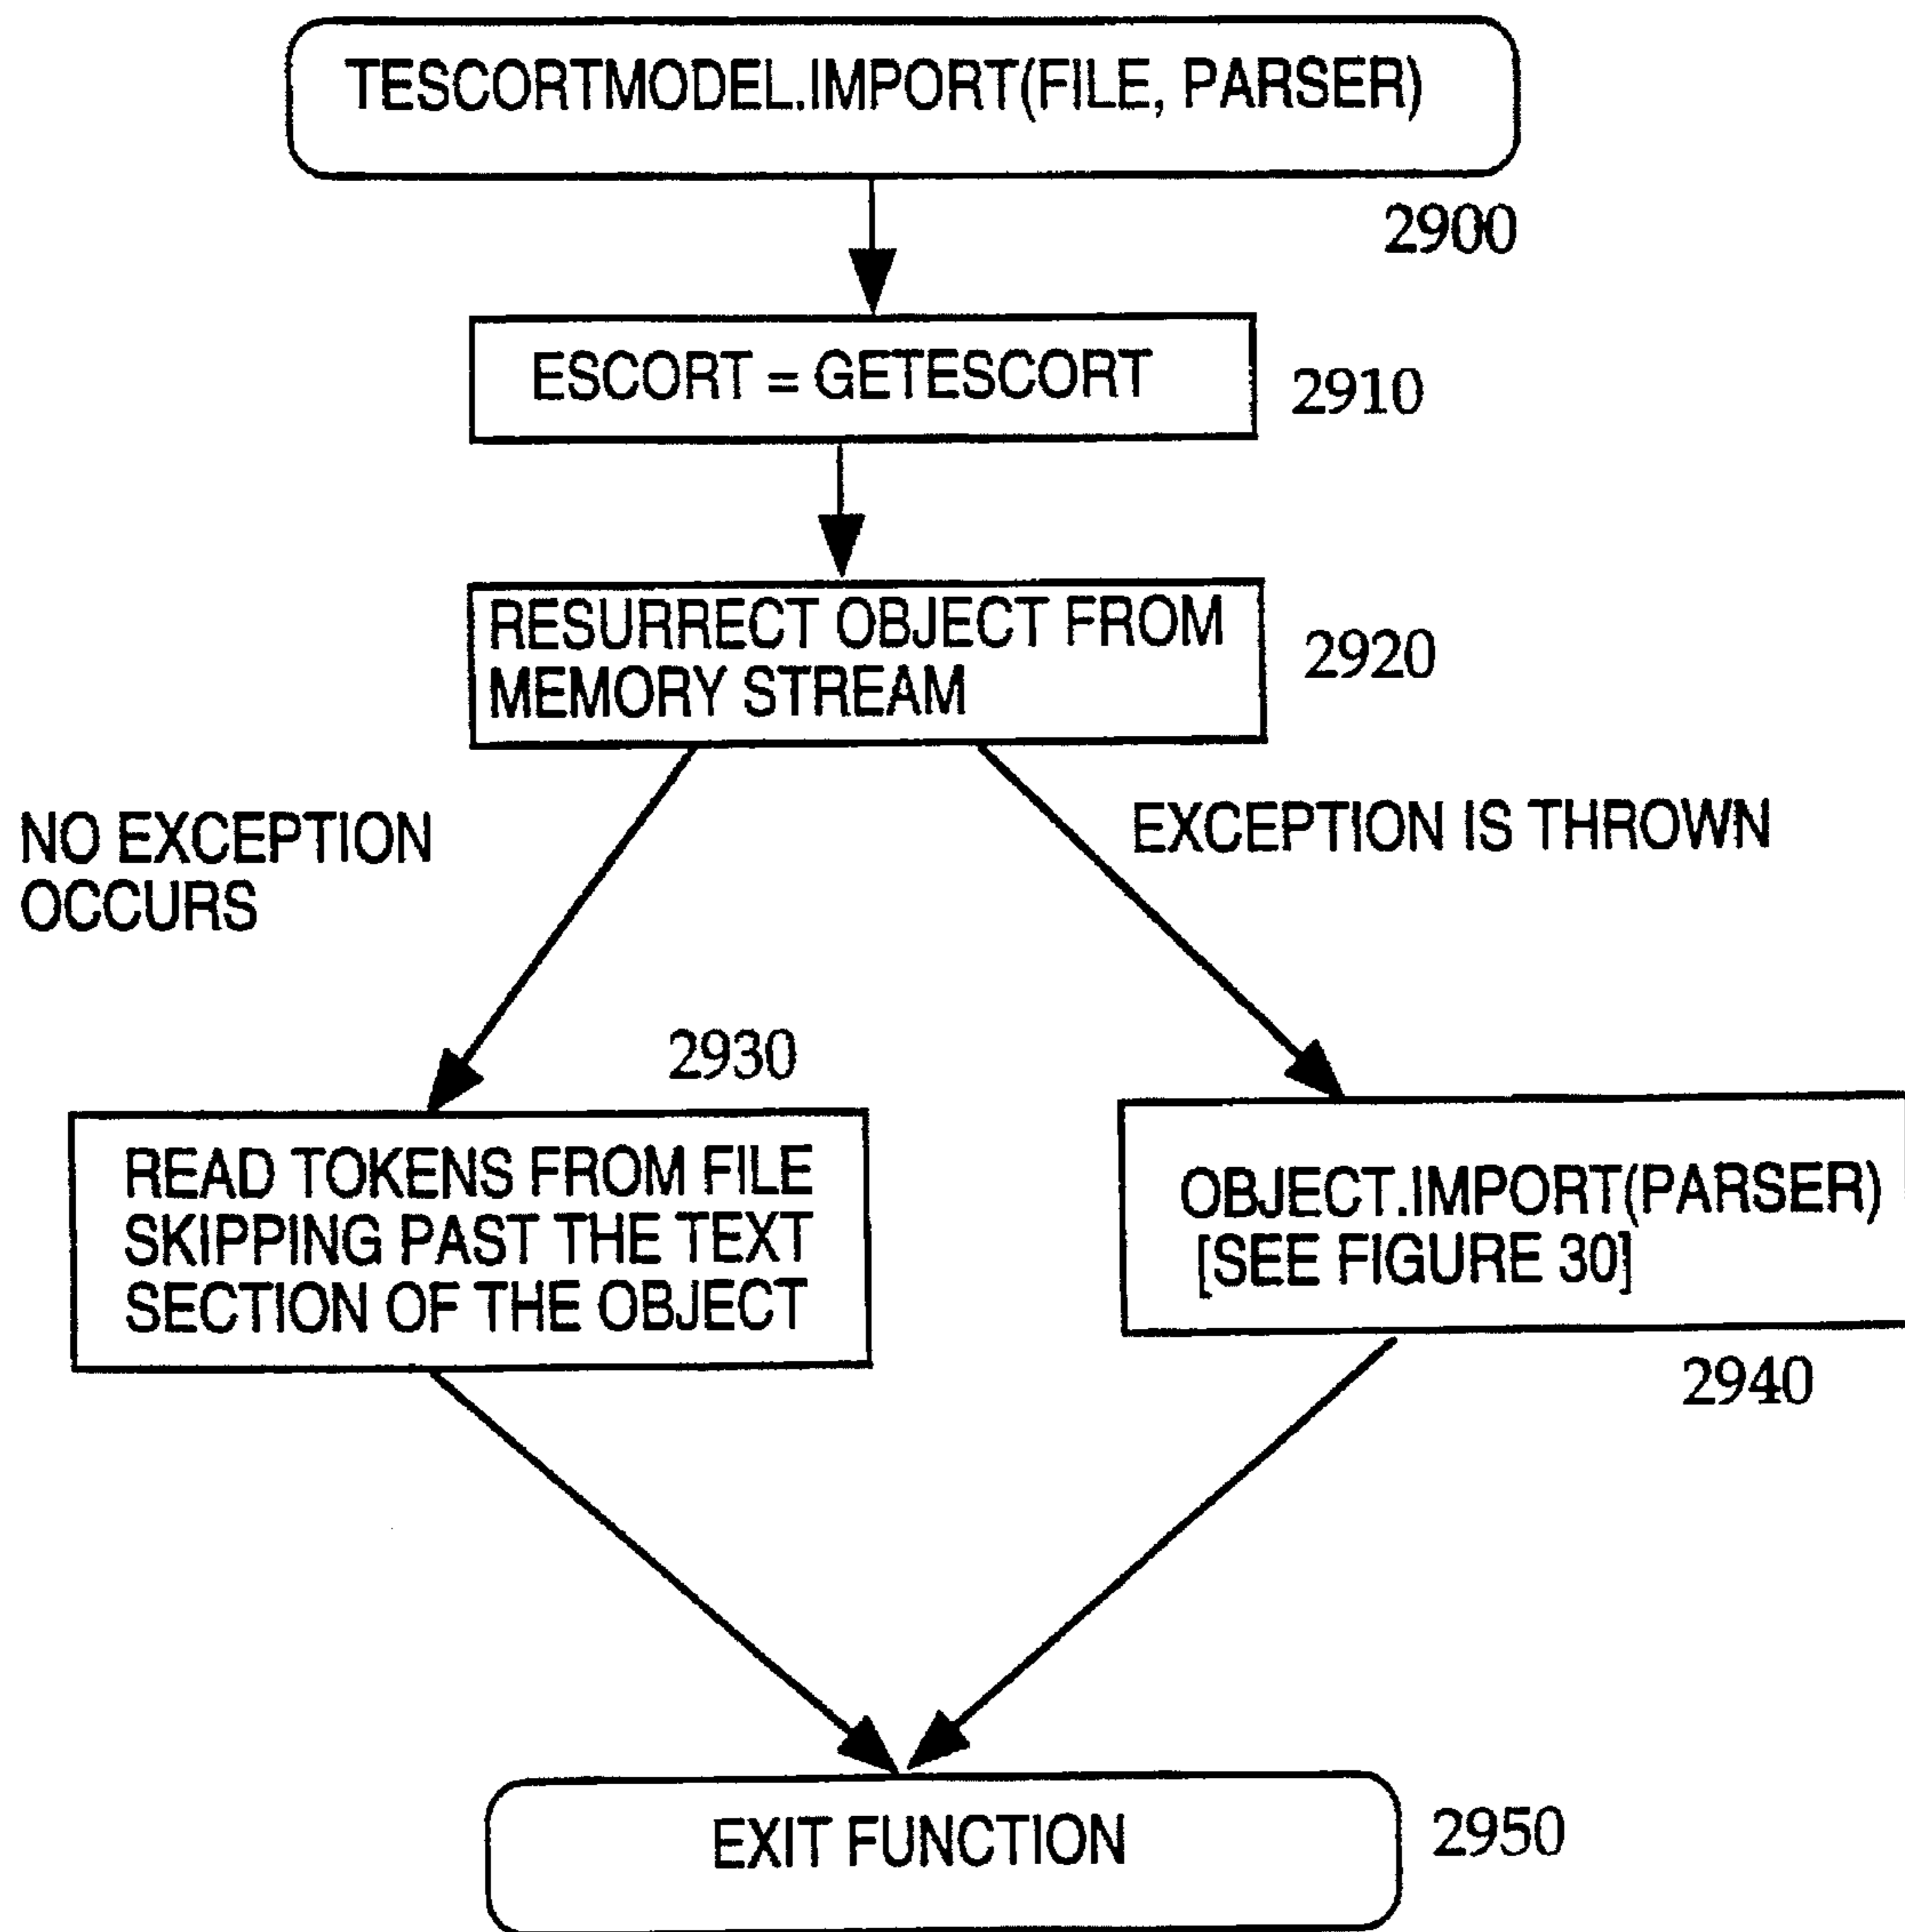 TESCORTMODEL.IMPORT(FILE, PARSER)
2900
ESCORT = GETESCORT
2910
RESURRECT OBJECT FROM
MEMORY STREAM
2920
NO EXCEPTION
OCCURS
EXCEPTION IS THROWN
2930
READ TOKENS FROM FILE
SKIPPING PAST THE TEXT
SECTION OF THE OBJECT
OBJECT.IMPORT(PARSER)
[SEE FIGURE 30]
2940
EXIT FUNCTION
2950